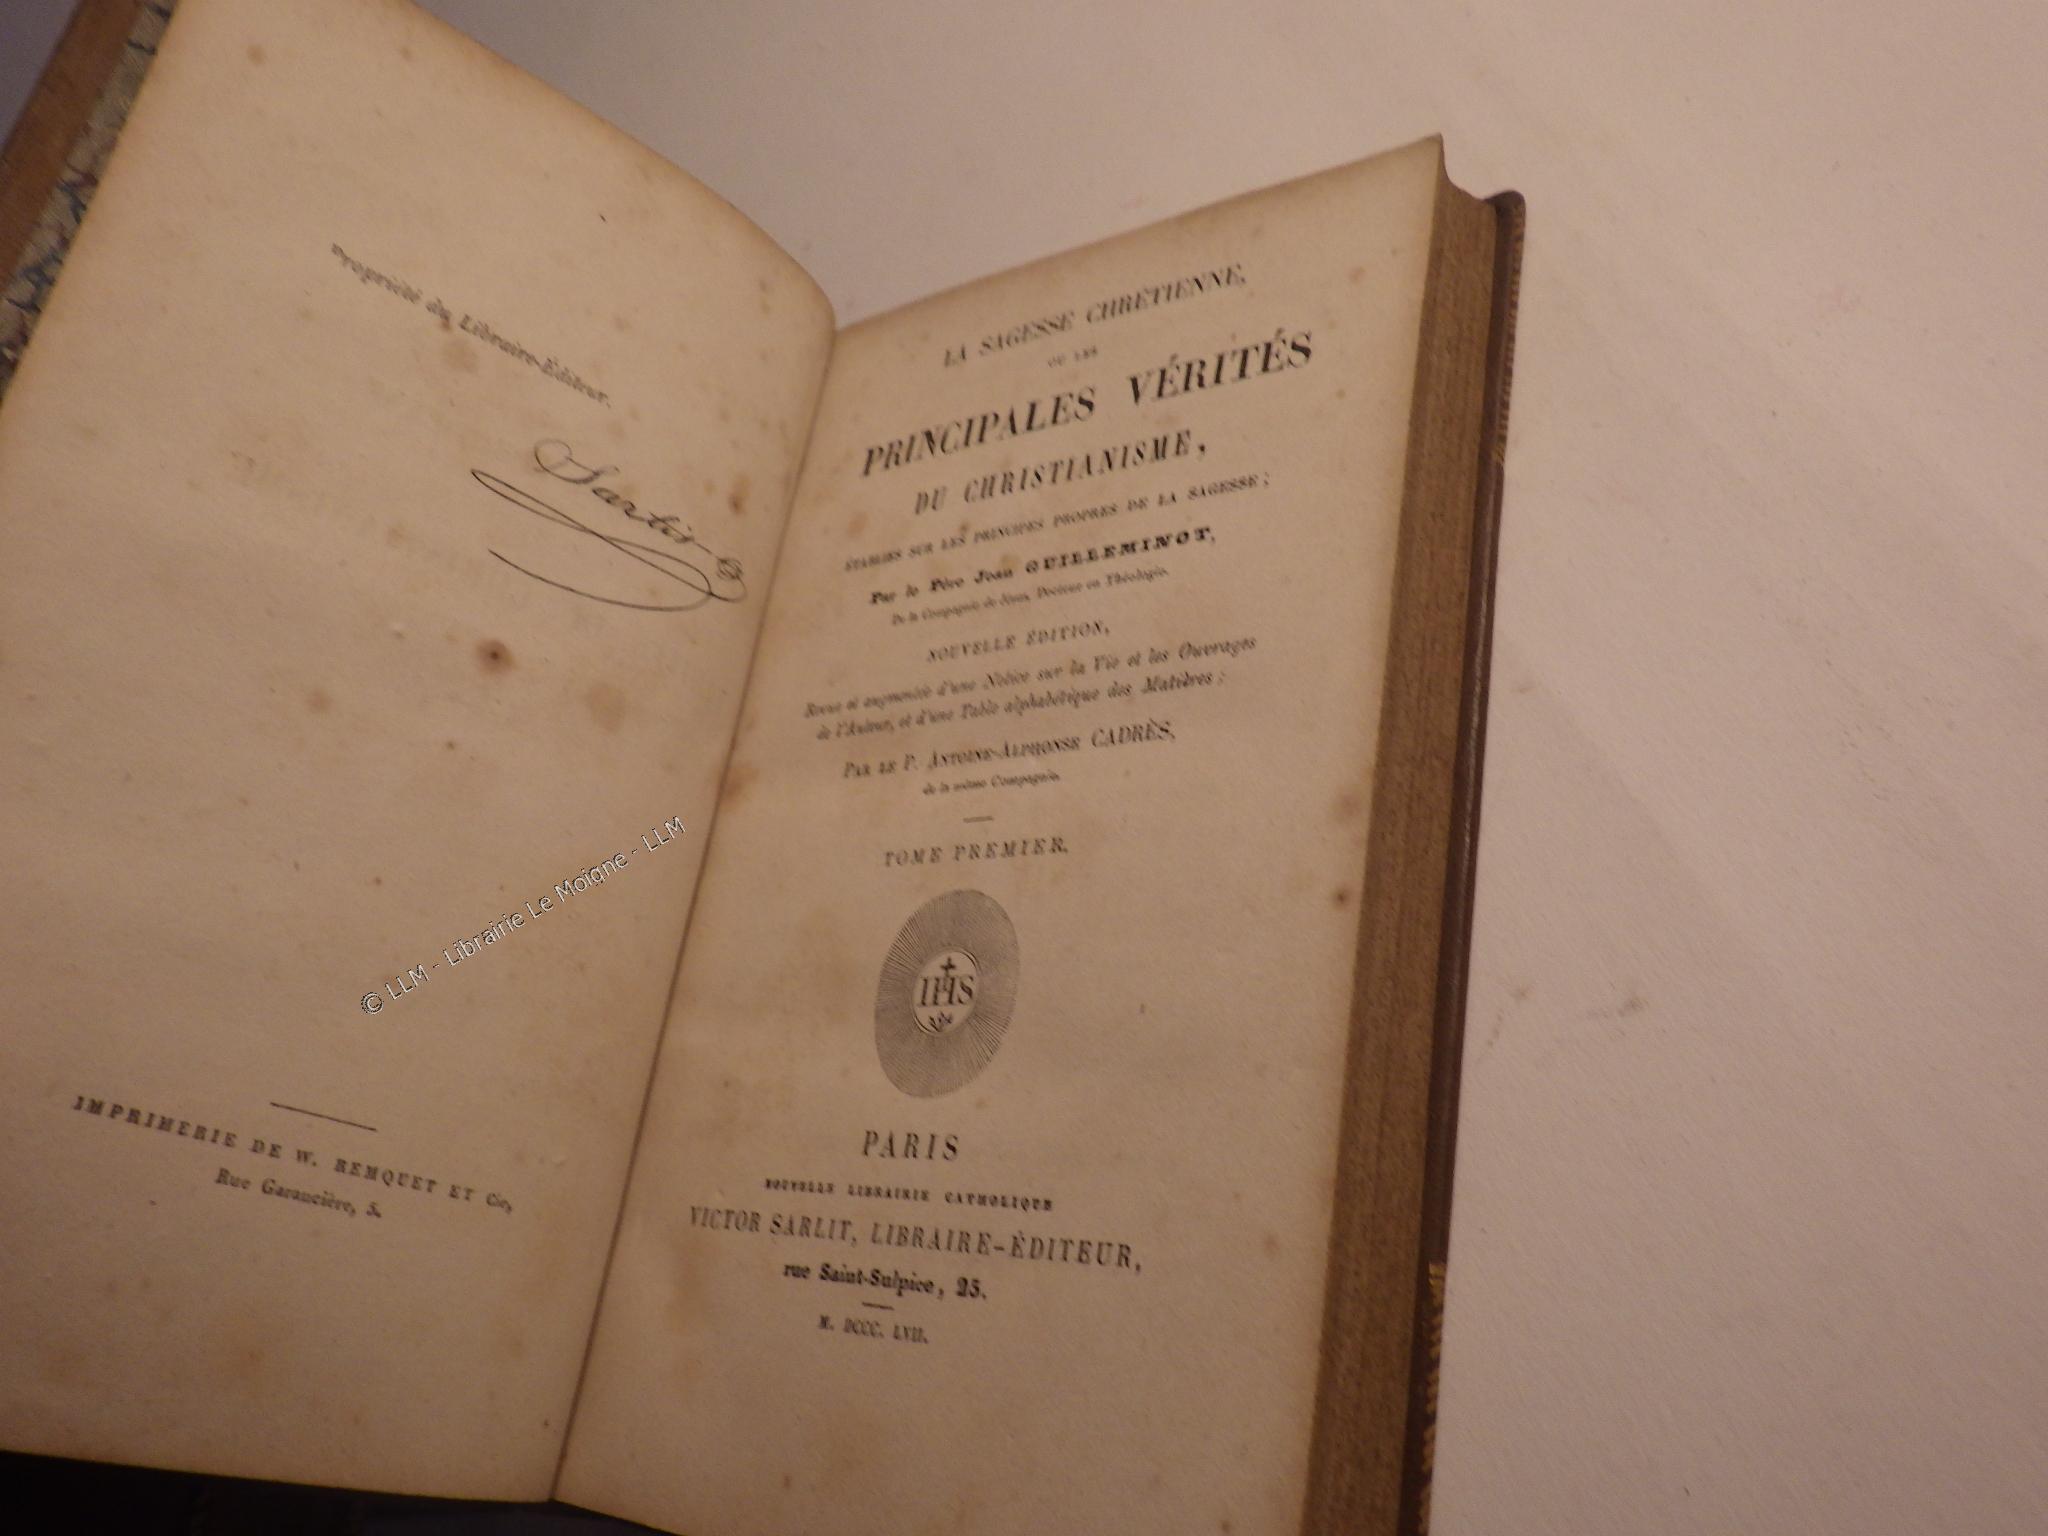 Propriété du Libraire-Éditeur.
Sarlit
IMPRIMERIE DE W. REMQUET ET Cie,
Rue Garancière, 5.
© LLM - Librairie Le Moigne - LLM
LA SAGESSE CHRÉTIENNE,
OU LES
PRINCIPALES VÉRITÉS
DU CHRISTIANISME,
ÉTABLIES SUR LES PRINCIPES PROPRES DE LA SAGESSE;
Par le Père Jean GUILLEMINOT,
De la Compagnie de Jésus, Docteur en Théologie.
NOUVELLE ÉDITION,
Revue et augmentée d'une Notice sur la Vie et les Ouvrages
de l'Auteur, et d'une Table alphabétique des Matières;
PAR LE P. ANTOINE-ALPHONSE CADRÈS,
de la même Compagnie.
TOME PREMIER.
IHS
PARIS
NOUVELLE LIBRAIRIE CATHOLIQUE
VICTOR SARLIT, LIBRAIRE-ÉDITEUR,
rue Saint-Sulpice, 25.
M. DCCC. LVII.